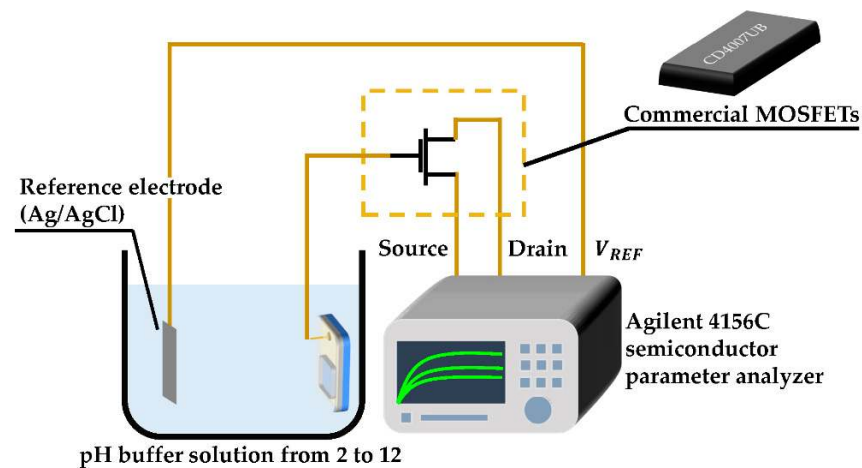 CD4007UB
Commercial MOSFETs
Reference electrode
(Ag/AgCl)
Source Drain V_REF
Agilent 4156C
semiconductor
parameter analyzer
pH buffer solution from 2 to 12